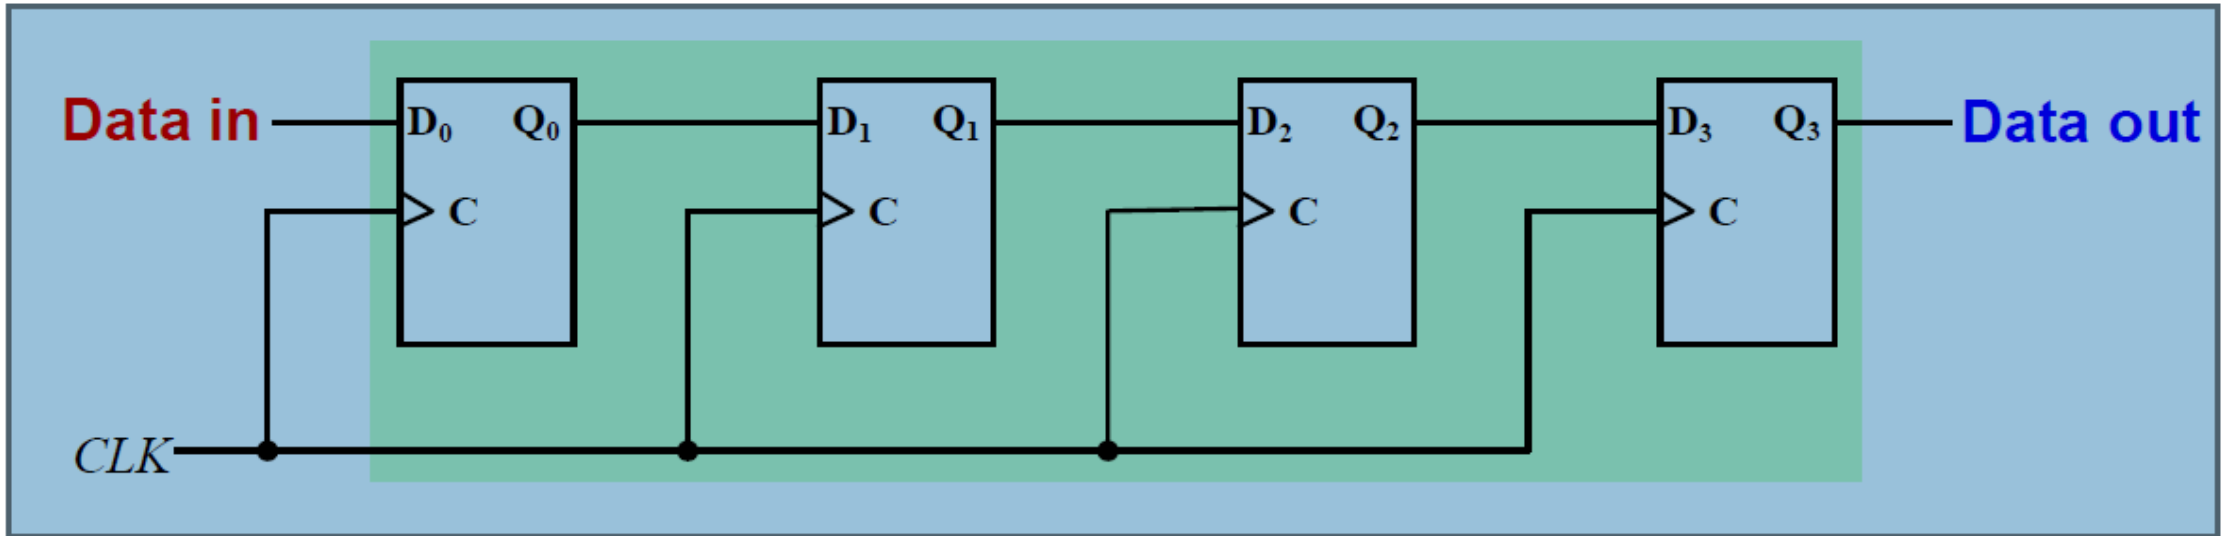 Data in D₀ Q₀ D₁ Q₁ D₂ Q₂ D₃ Q₃ Data out
C C C C
CLK